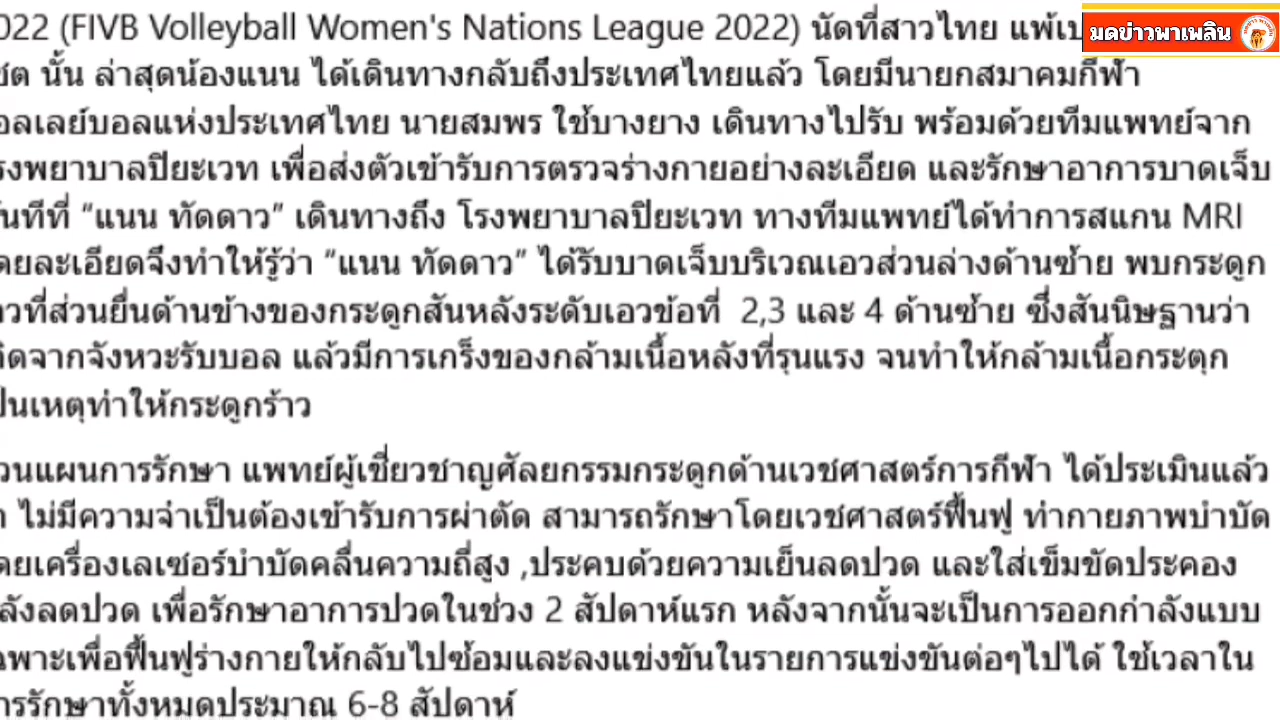 022 (FIVB Volleyball Women's Nations League 2022) นัดที่สาวไทย แพ้
มดข่าวพาเพลิน
ซต นั้น ล่าสุดน้องแนน ได้เดินทางกลับถึงประเทศไทยแล้ว โดยมีนายกสมาคมกีฬา
อลเลย์บอลแห่งประเทศไทย นายสมพร ใช้บางยาง เดินทางไปรับ พร้อมด้วยทีมแพทย์จาก
รงพยาบาลปิยะเวท เพื่อส่งตัวเข้ารับการตรวจร่างกายอย่างละเอียด และรักษาอาการบาดเจ็บ
ันทีที่ “แนน ทัดดาว” เดินทางถึง โรงพยาบาลปิยะเวท ทางทีมแพทย์ได้ทำการสแกน MRI
ดยละเอียดจึงทำให้รู้ว่า “แนน ทัดดาว” ได้รับบาดเจ็บบริเวณเอวส่วนล่างด้านซ้าย พบกระดูก
าวที่ส่วนยื่นด้านข้างของกระดูกสันหลังระดับเอวข้อที่ 2,3 และ 4 ด้านซ้าย ซึ่งสันนิษฐานว่า
กิดจากจังหวะรับบอล แล้วมีการเกร็งของกล้ามเนื้อหลังที่รุนแรง จนทำให้กล้ามเนื้อกระตุก
ป็นเหตุทำให้กระดูกร้าว
วนแผนการรักษา แพทย์ผู้เชี่ยวชาญศัลยกรรมกระดูกด้านเวชศาสตร์การกีฬา ได้ประเมินแล้ว
า ไม่มีความจำเป็นต้องเข้ารับการผ่าตัด สามารถรักษาโดยเวชศาสตร์ฟื้นฟู ทำกายภาพบำบัด
ดยเครื่องเลเซอร์บำบัดคลื่นความถี่สูง ,ประคบด้วยความเย็นลดปวด และใส่เข็มขัดประคอง
ลังลดปวด เพื่อรักษาอาการปวดในช่วง 2 สัปดาห์แรก หลังจากนั้นจะเป็นการออกกำลังแบบ
ฉพาะเพื่อฟื้นฟูร่างกายให้กลับไปซ้อมและลงแข่งขันในรายการแข่งขันต่อๆไปได้ ใช้เวลาใน
ารรักษาทั้งหมดประมาณ 6-8 สัปดาห์